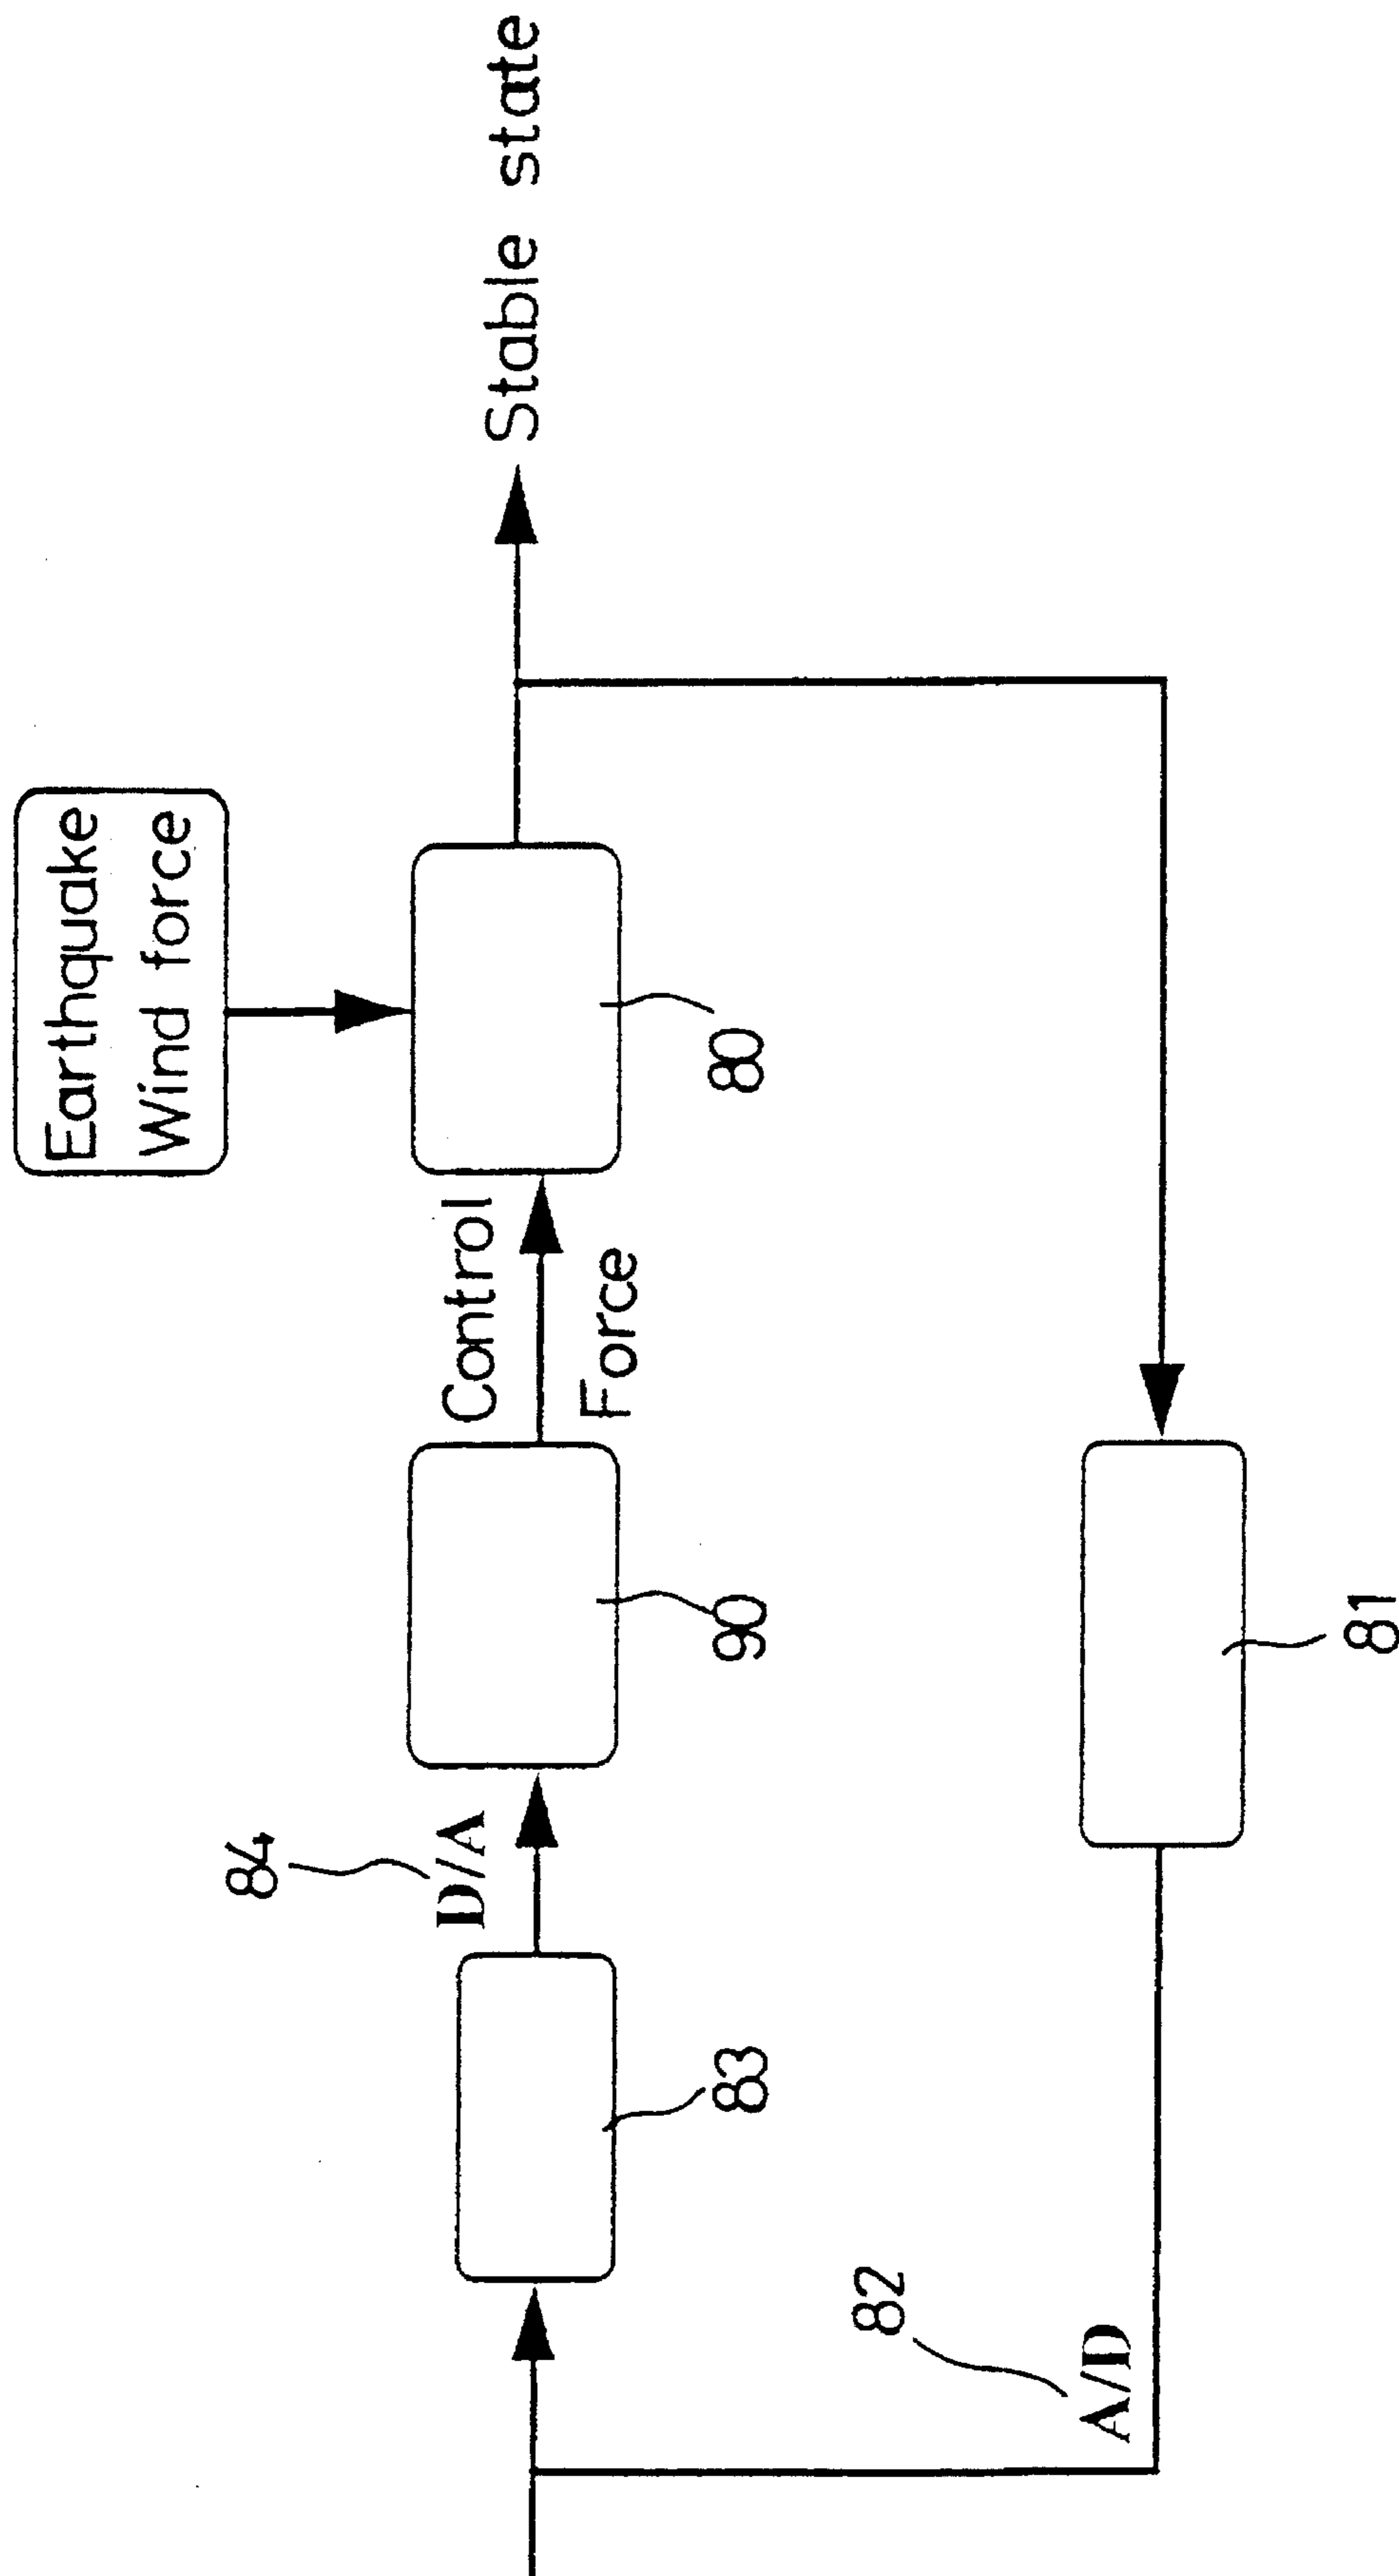 Earthquake
Wind force
Stable state
Control
Force
80
84
D/A
90
83
82
A/D
81